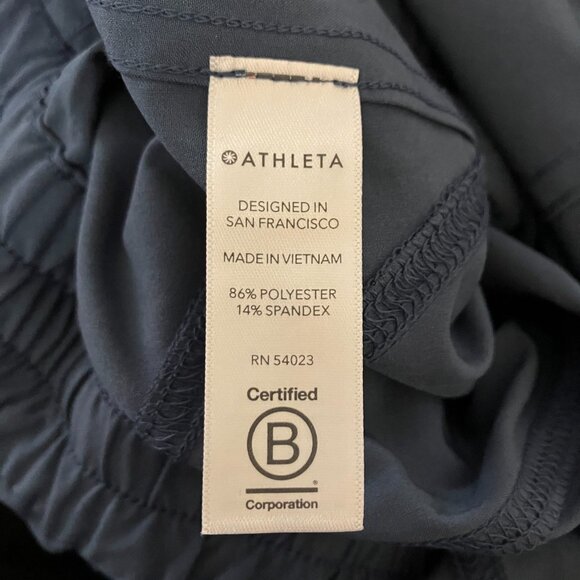 ATHLETA
DESIGNED IN
SAN FRANCISCO
MADE IN VIETNAM
86% POLYESTER
14% SPANDEX
RN 54023
Certified
B
®
Corporation